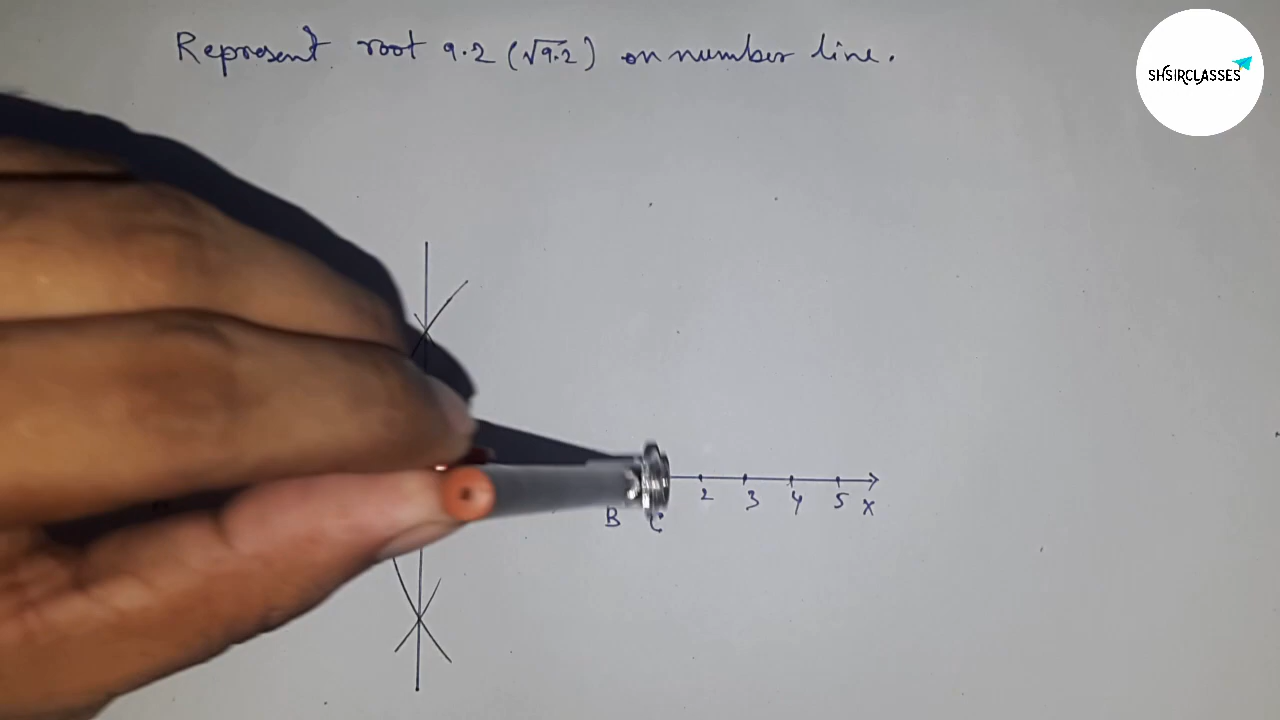 Represent root 9.2 (√9.2) on number line.
SHSIRCLASSES
2 3 4 5 X
B C